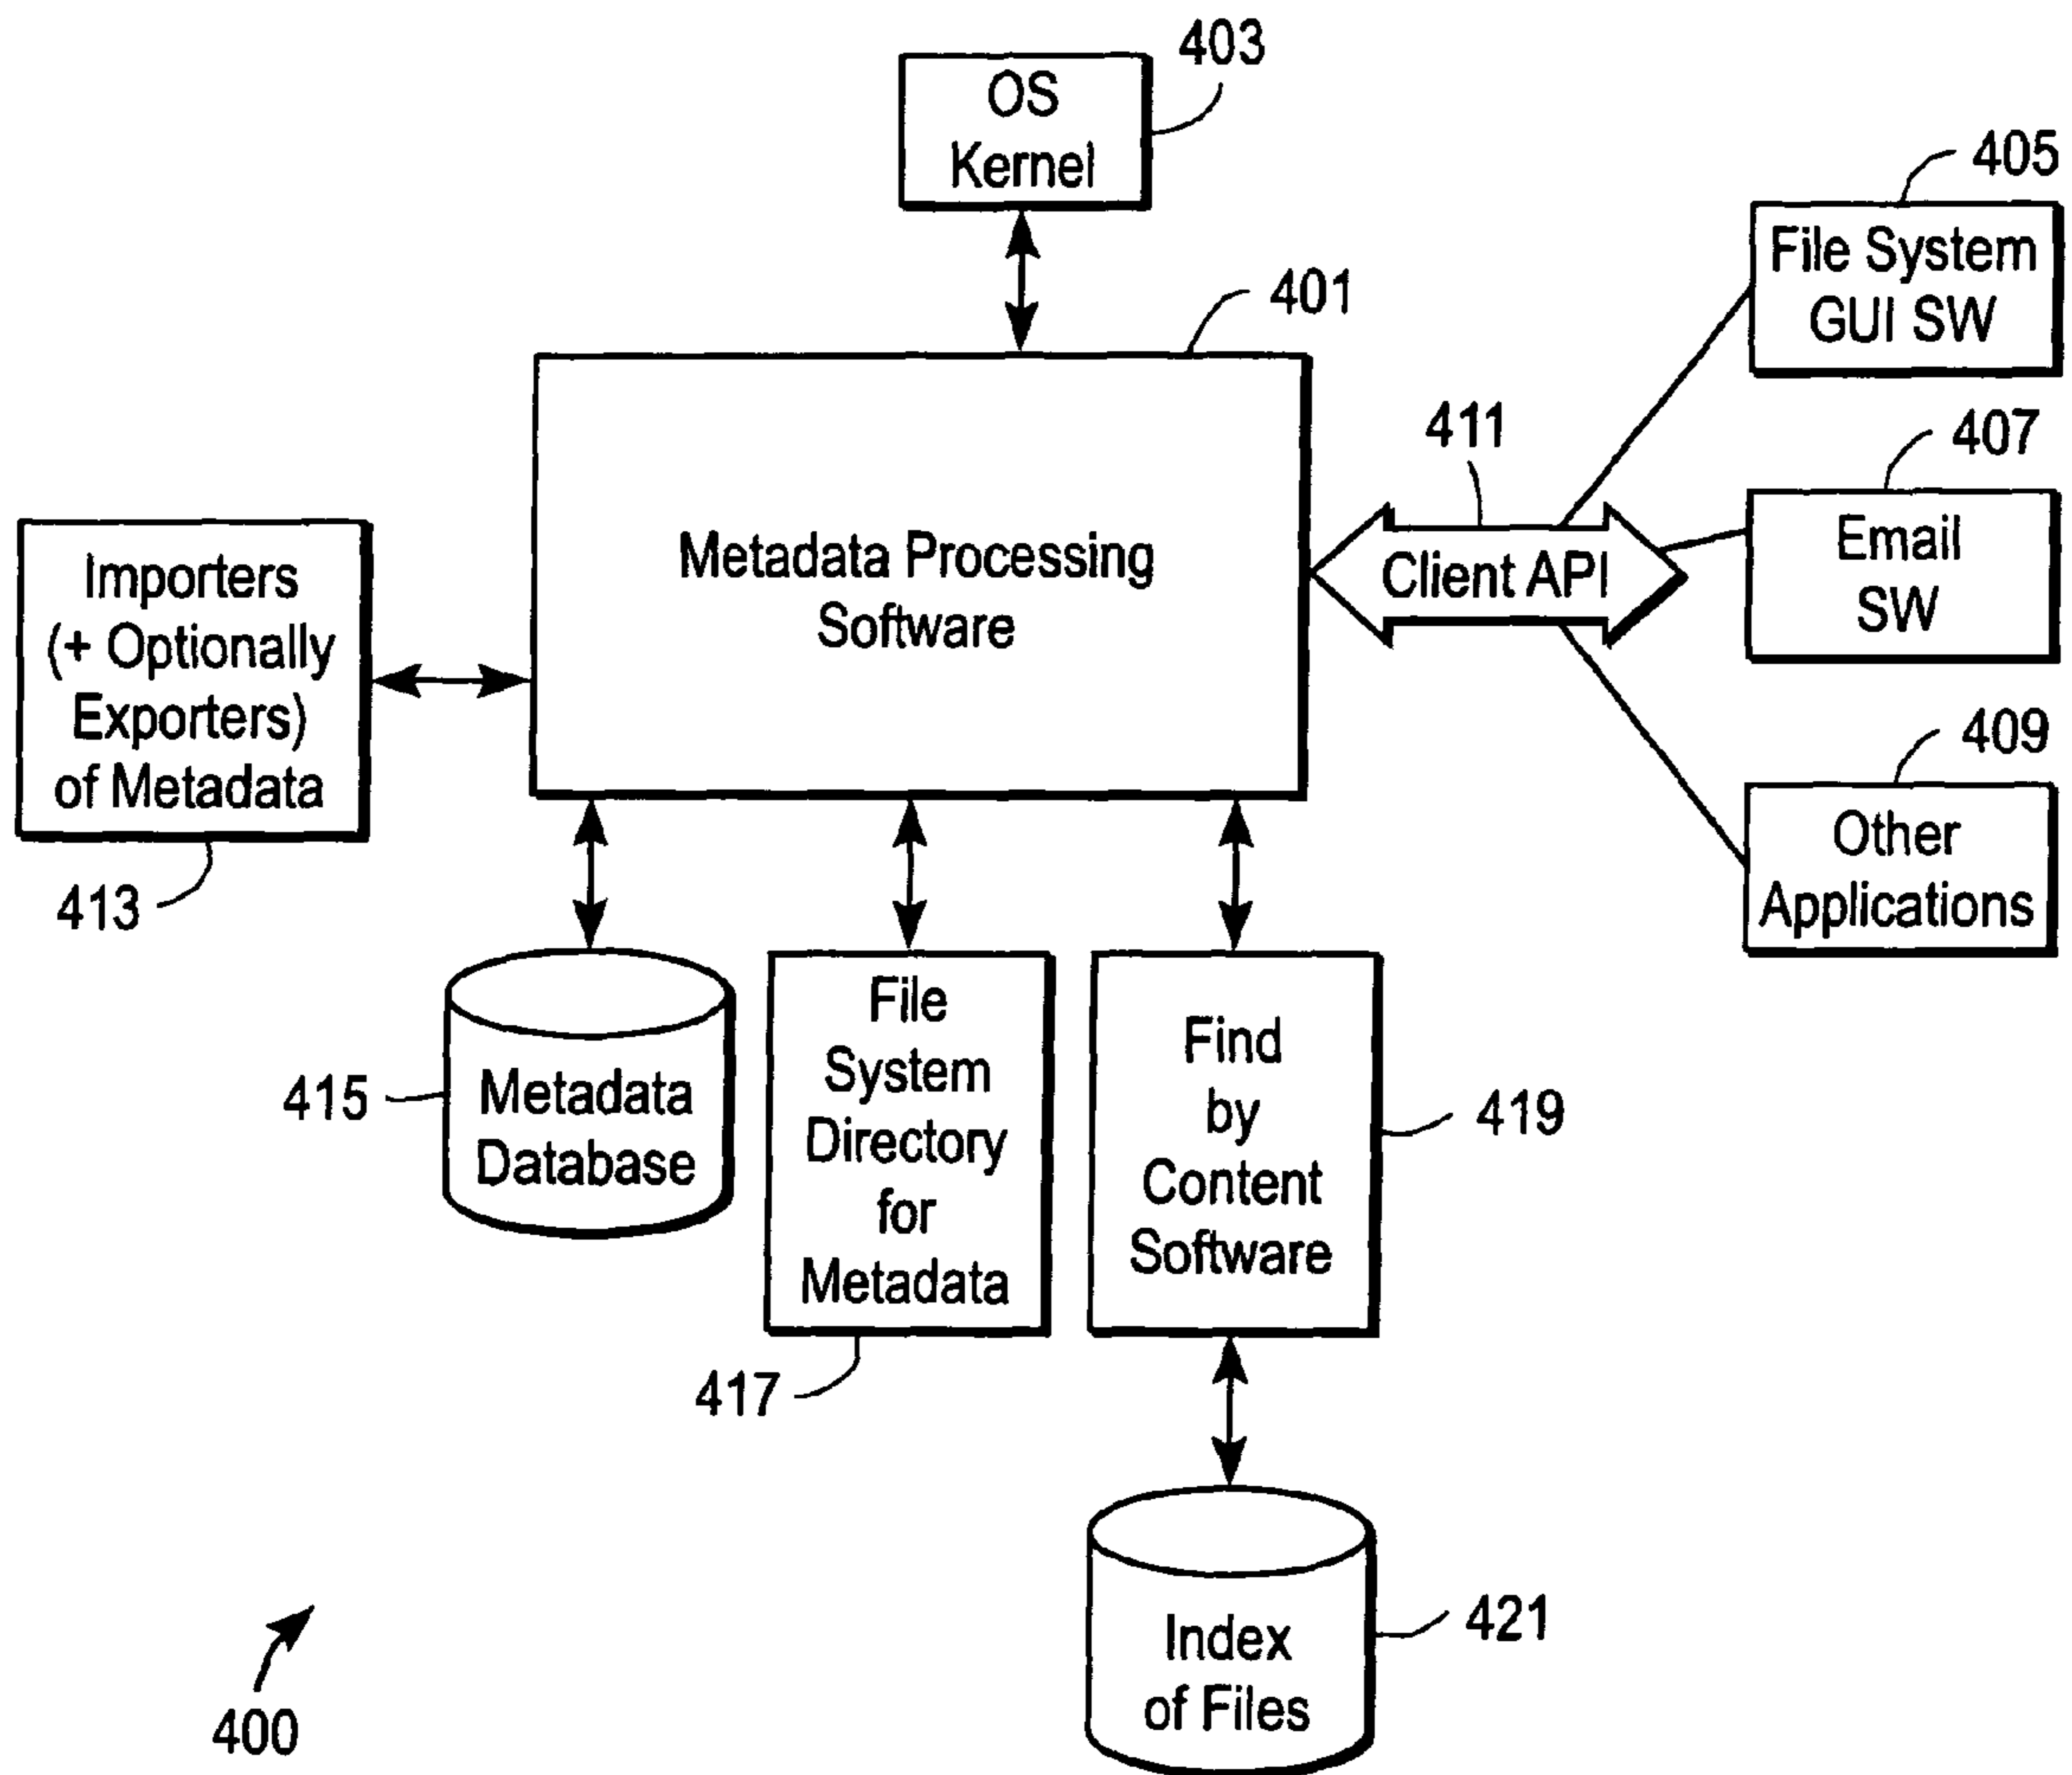 403
OS
Kernel
405
File System
GUI SW
401
411
407
Client API
Email
SW
Metadata Processing
Software
Importers
(+ Optionally
Exporters)
of Metadata
413
409
Other
Applications
415
Metadata
Database
File
System
Directory
for
Metadata
417
Find
by
Content
Software
419
Index
of Files
421
400